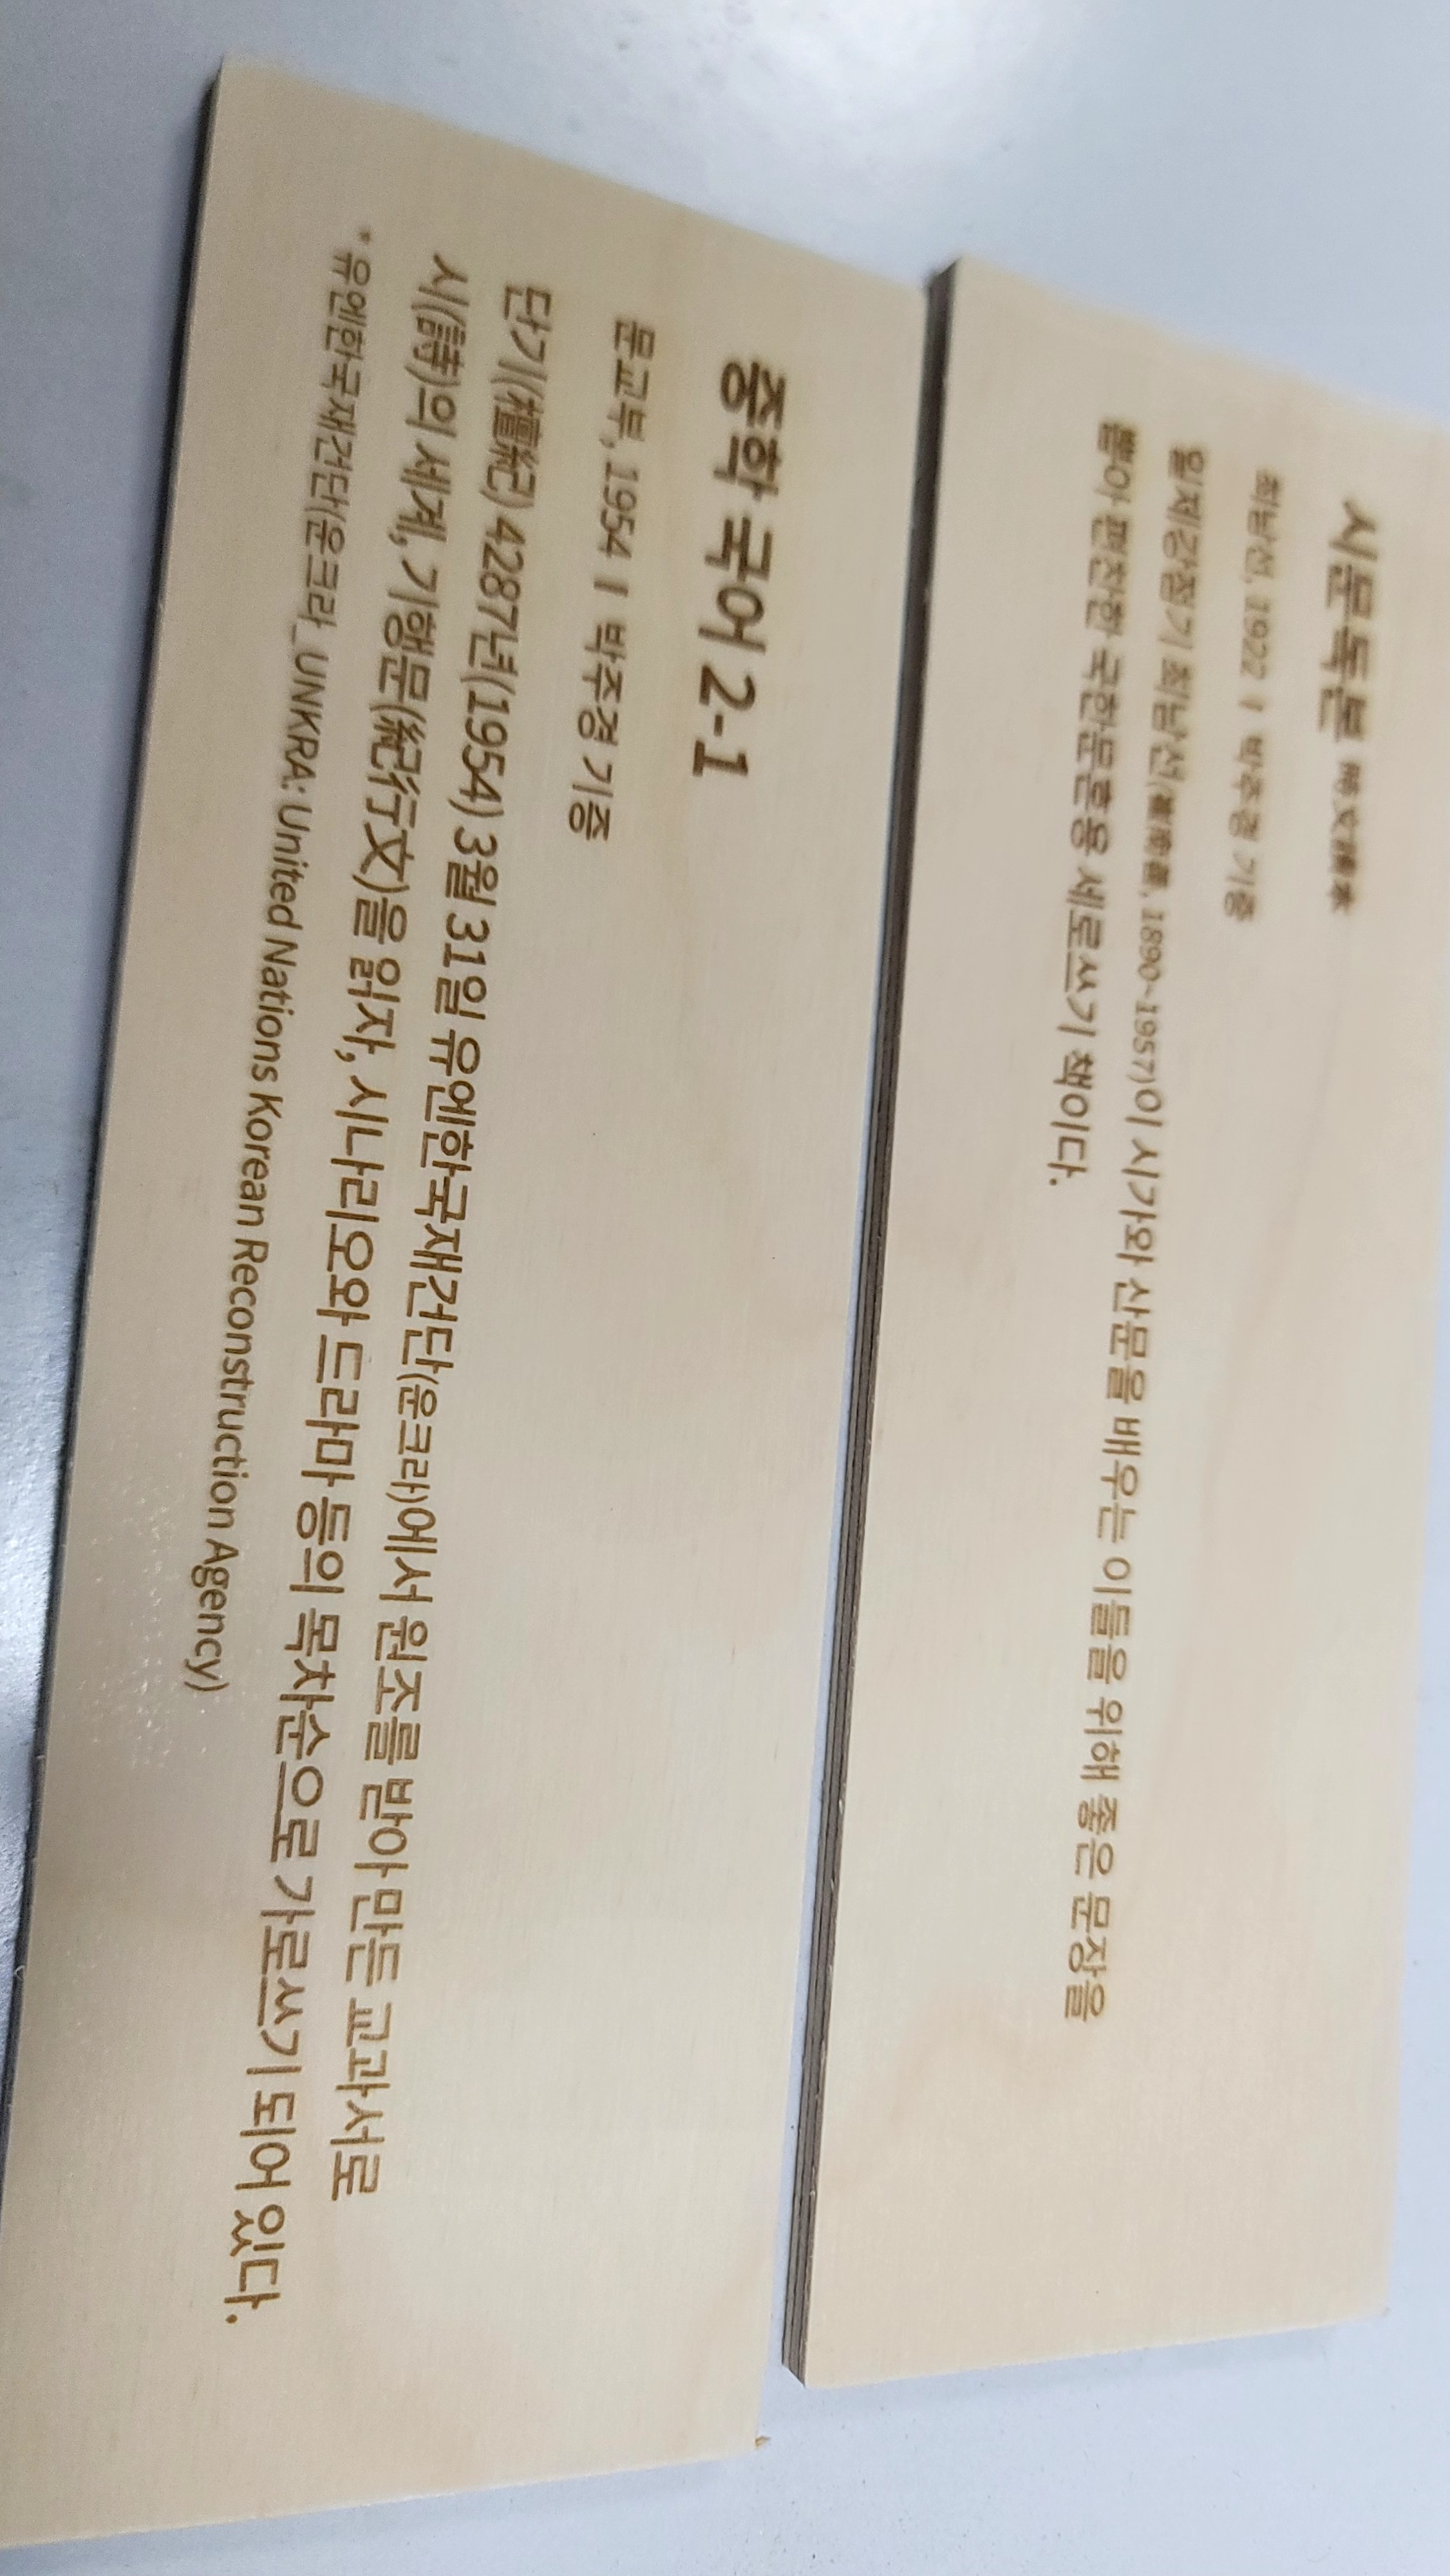 시문독본 時文讀本
최남선, 1922 | 박주경 기증
일제강점기 최남선(崔南善, 1890~1957)이 시가와 산문을 배우는 이들을 위해 좋은 문장을
뽑아 편찬한 국한문혼용 세로쓰기 책이다.
중학 국어 2-1
문교부, 1954 | 박주경 기증
단기(檀紀) 4287년(1954) 3월 31일 유엔한국재건단(운크라)에서 원조를 받아 만든 교과서로
시(詩)의 세계, 기행문(紀行文)을 읽자, 시나리오와 드라마 등의 목차순으로 가로쓰기 되어 있다.
* 유엔한국재건단(운크라_UNKRA: United Nations Korean Reconstruction Agency)